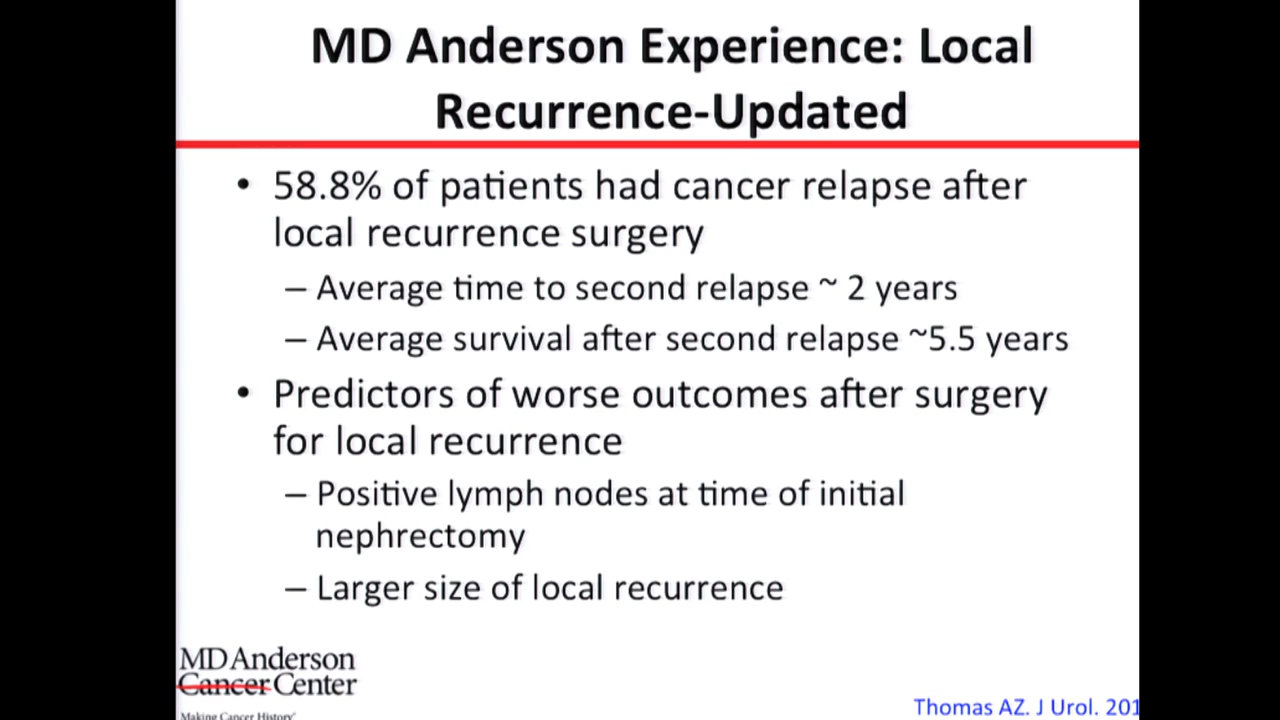 MD Anderson Experience: Local
Recurrence-Updated
• 58.8% of patients had cancer relapse after
local recurrence surgery
– Average time to second relapse ~ 2 years
– Average survival after second relapse ~5.5 years
• Predictors of worse outcomes after surgery
for local recurrence
– Positive lymph nodes at time of initial
nephrectomy
– Larger size of local recurrence
MD Anderson
Cancer Center
Making Cancer History®
Thomas AZ. J Urol. 201